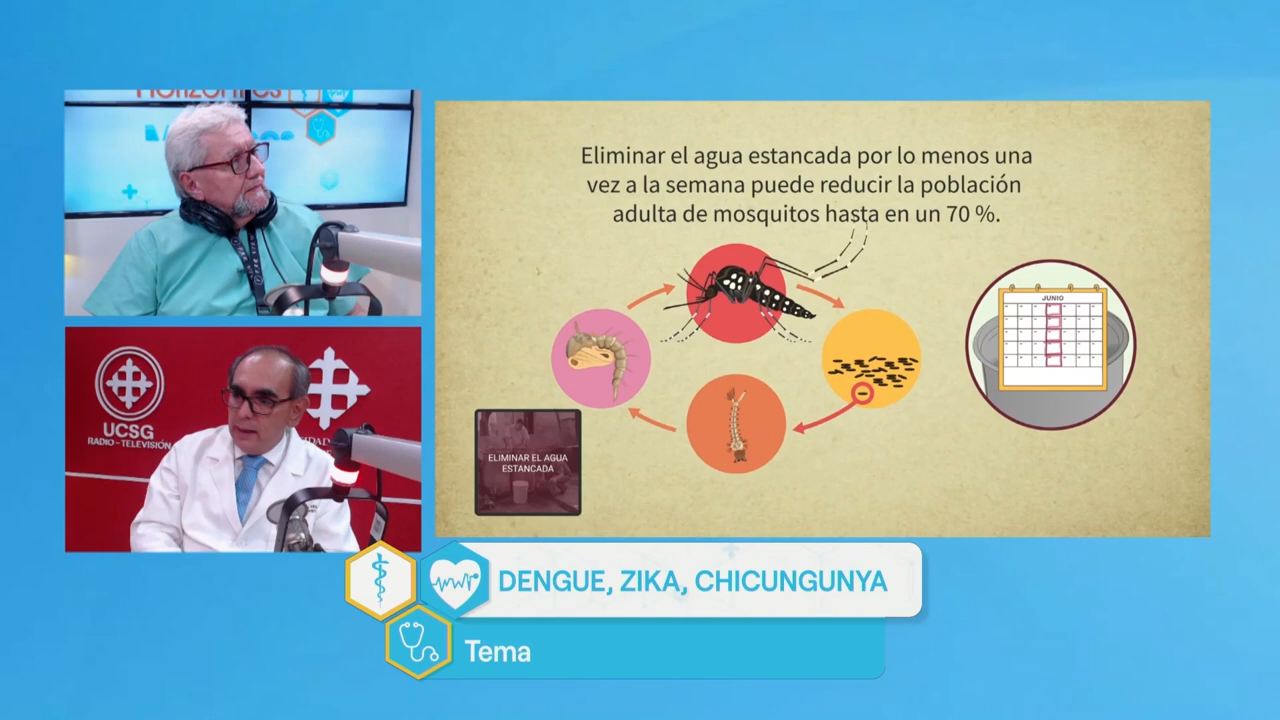 Horizontes
Eliminar el agua estancada por lo menos una
vez a la semana puede reducir la población
adulta de mosquitos hasta en un 70 %.
JUNIO
UCSG
RADIO - TELEVISIÓN
ELIMINAR EL AGUA
ESTANCADA
DENGUE, ZIKA, CHICUNGUNYA
Tema